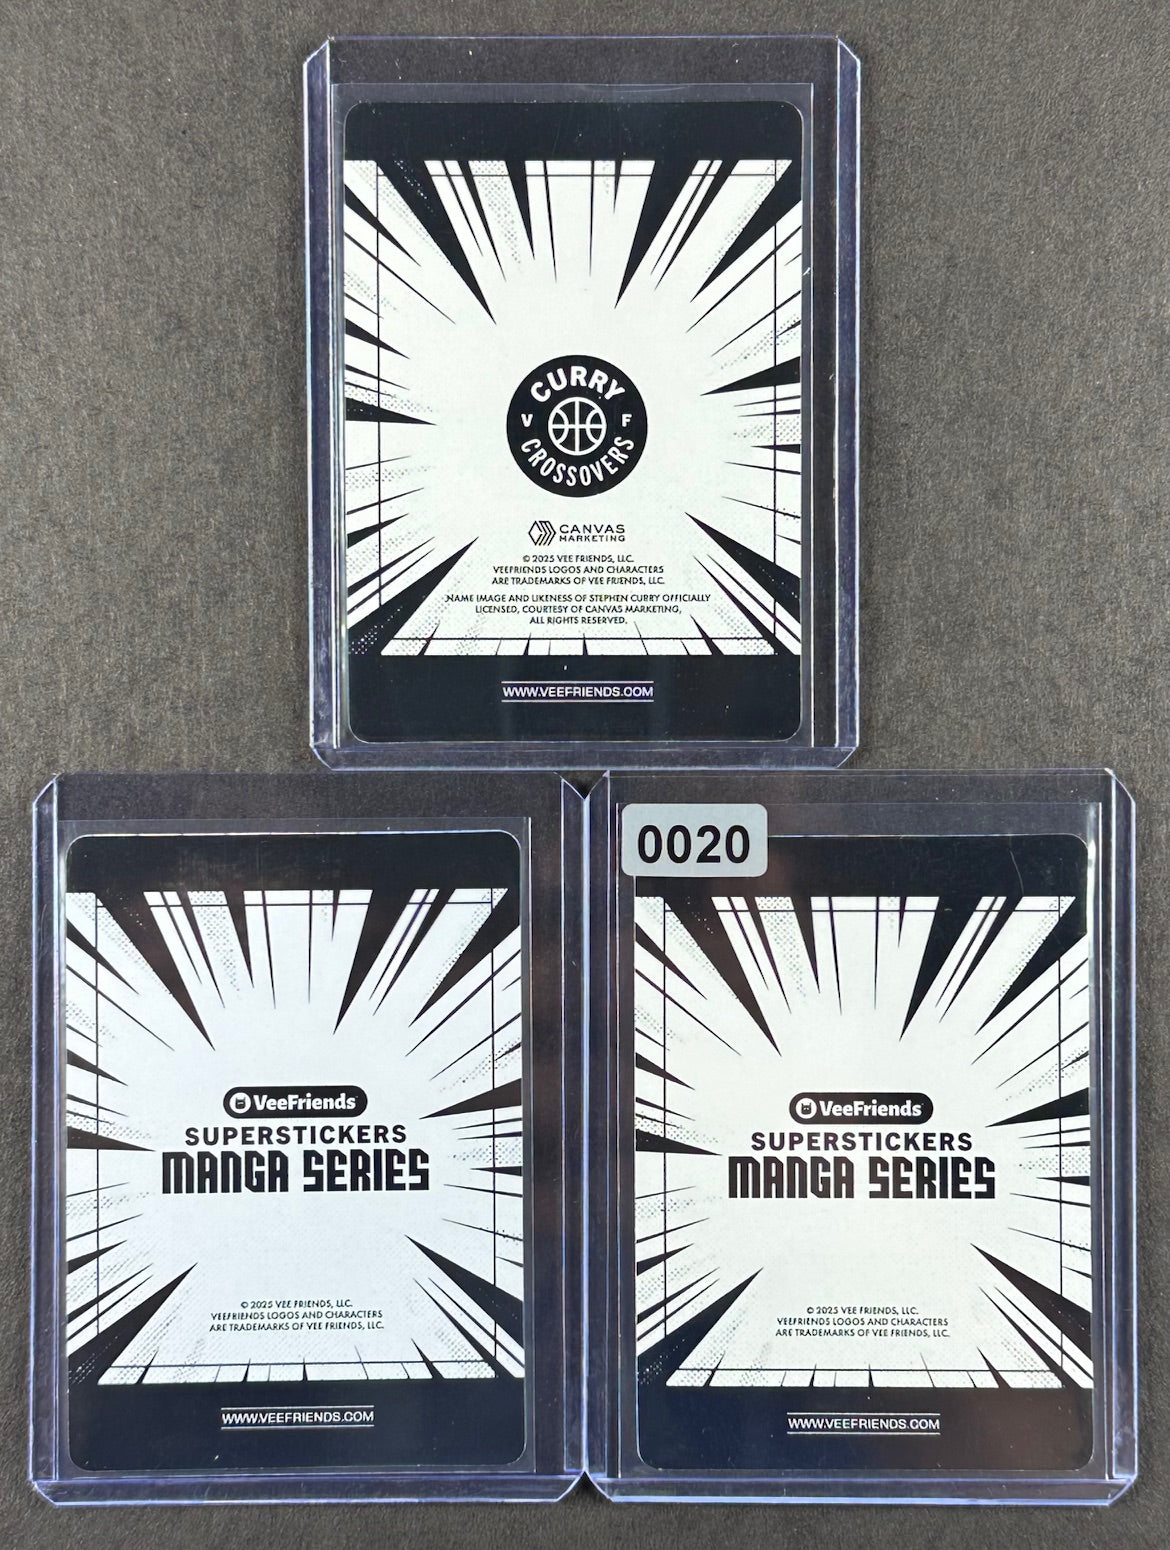 CURRY
V F
CROSSOVERS
CANVAS
MARKETING
© 2025 VEE FRIENDS, LLC.
VEEFRIENDS LOGOS AND CHARACTERS
ARE TRADEMARKS OF VEE FRIENDS, LLC.
NAME IMAGE AND LIKENESS OF STEPHEN CURRY OFFICIALLY
LICENSED, COURTESY OF CANVAS MARKETING,
ALL RIGHTS RESERVED.
WWW.VEEFRIENDS.COM
VeeFriends
SUPERSTICKERS
MANGA SERIES
© 2025 VEE FRIENDS, LLC.
VEEFRIENDS LOGOS AND CHARACTERS
ARE TRADEMARKS OF VEE FRIENDS, LLC.
WWW.VEEFRIENDS.COM
0020
VeeFriends
SUPERSTICKERS
MANGA SERIES
© 2025 VEE FRIENDS, LLC.
VEEFRIENDS LOGOS AND CHARACTERS
ARE TRADEMARKS OF VEE FRIENDS, LLC.
WWW.VEEFRIENDS.COM